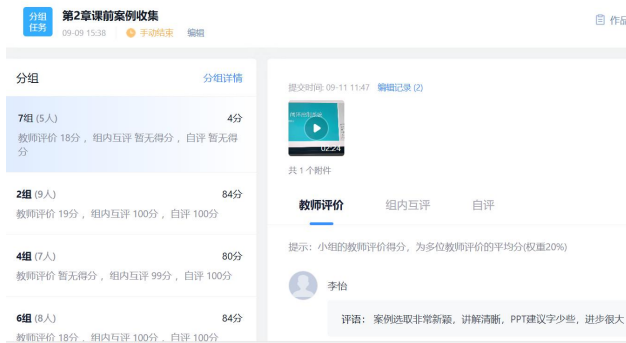 分组
任务
第2章课前案例收集
09-09 15:38 手动结束 编辑
作品
分组 分组详情
7组 (5人) 4分
教师评价 18分 ，组内互评 暂无得分 ，自评 暂无得
分
2组 (9人) 84分
教师评价 19分 ，组内互评 100分 ，自评 100分
4组 (7人) 80分
教师评价 暂无得分 ，组内互评 99分 ，自评 100分
6组 (8人) 84分
教师评价 18分 ，组内互评 100分 ，自评 100分
提交时间: 09-11 11:47 编辑记录 (2)
02:24
共 1 个附件
教师评价 组内互评 自评
提示：小组的教师评价得分，为多位教师评价的平均分(权重20%)
李怡
评语： 案例选取非常新颖，讲解清晰，PPT建议字少些，进步很大